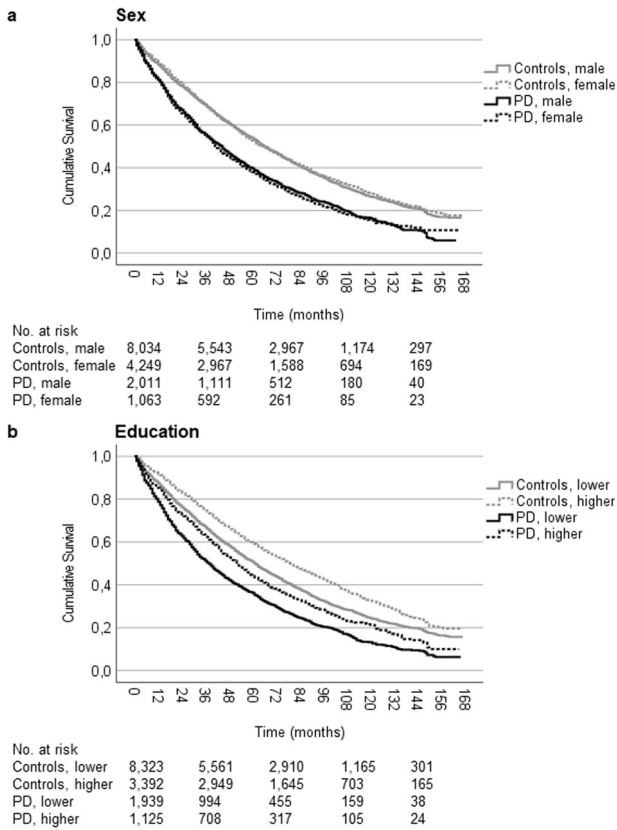 a Sex
1,0
0,8
0,6
0,4
0,2
0,0
Cumulative Survival
0 12 24 36 48 60 72 84 96 108 120 132 144 156 168
Time (months)
Controls, male
Controls, female
PD, male
PD, female
No. at risk
Controls, male 8,034 5,543 2,967 1,174 297
Controls, female 4,249 2,967 1,588 694 169
PD, male 2,011 1,111 512 180 40
PD, female 1,063 592 261 85 23
b Education
1,0
0,8
0,6
0,4
0,2
0,0
Cumulative Survival
0 12 24 36 48 60 72 84 96 108 120 132 144 156 168
Time (months)
Controls, lower
Controls, higher
PD, lower
PD, higher
No. at risk
Controls, lower 8,323 5,561 2,910 1,165 301
Controls, higher 3,392 2,949 1,645 703 165
PD, lower 1,939 994 455 159 38
PD, higher 1,125 708 317 105 24